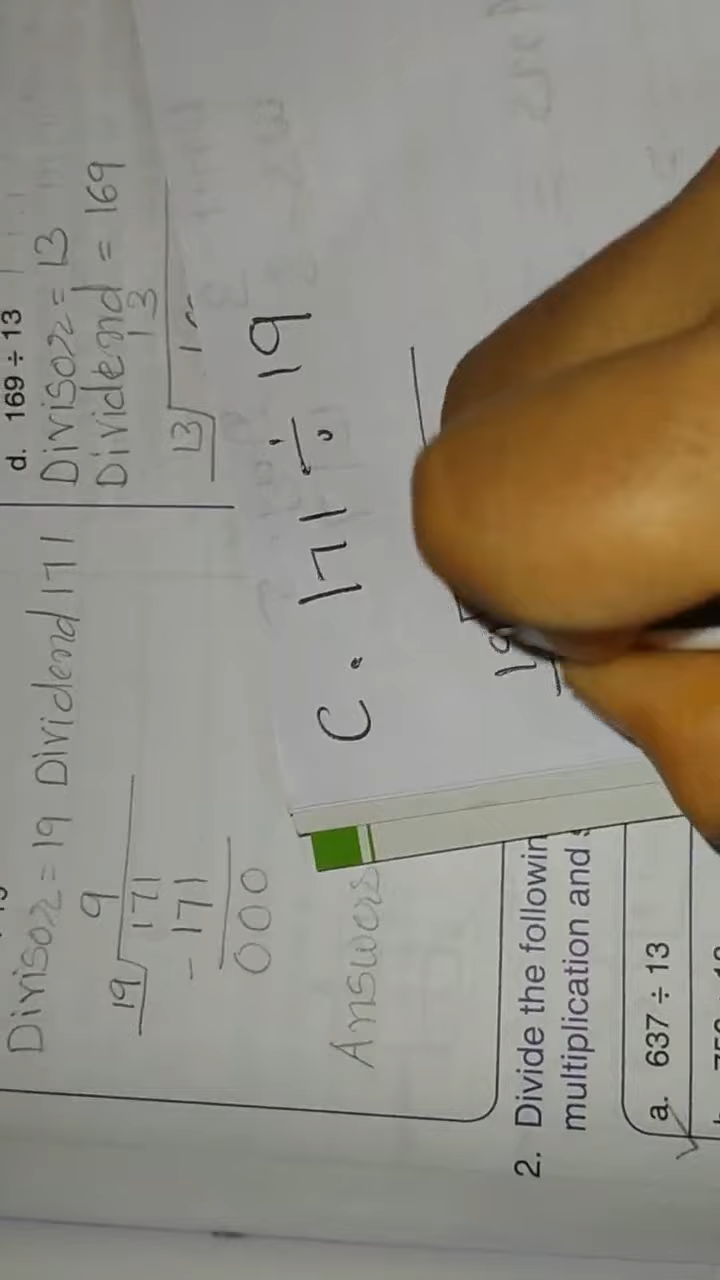 Divisor = 19 Dividend 171
9
19 171
- 171
000
Answers
d. 169 ÷ 13
Divisor = 13
Dividend = 169
13
13
C. 171 ÷ 19
19
2. Divide the followin
multiplication and
a. 637 ÷ 13